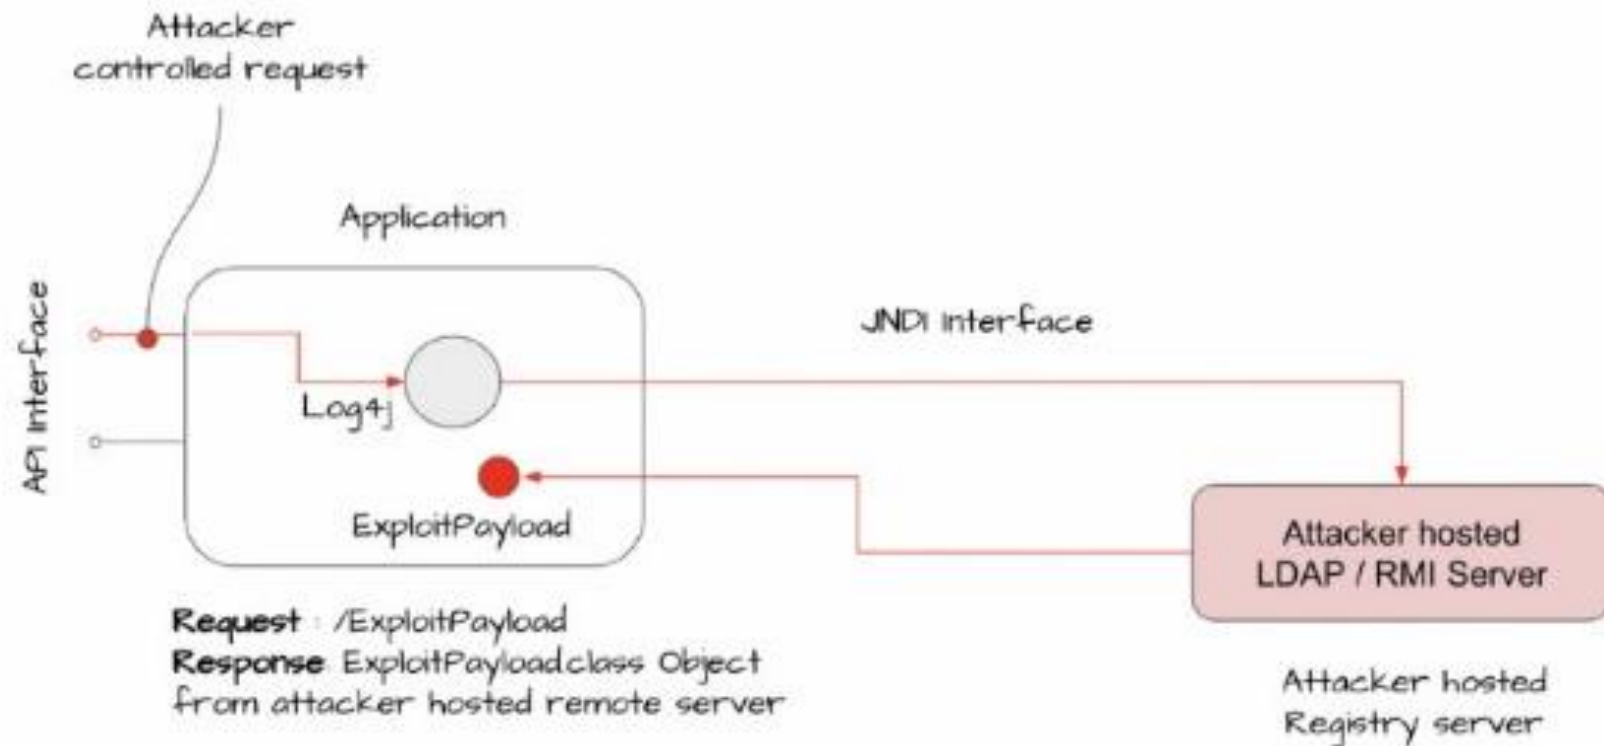 Attacker
controlled request
Application
API Interface
JNDI Interface
Log4j
ExploitPayload
Attacker hosted
LDAP / RMI Server
Request : /ExploitPayload
Response ExploitPayload.class Object
from attacker hosted remote server
Attacker hosted
Registry server